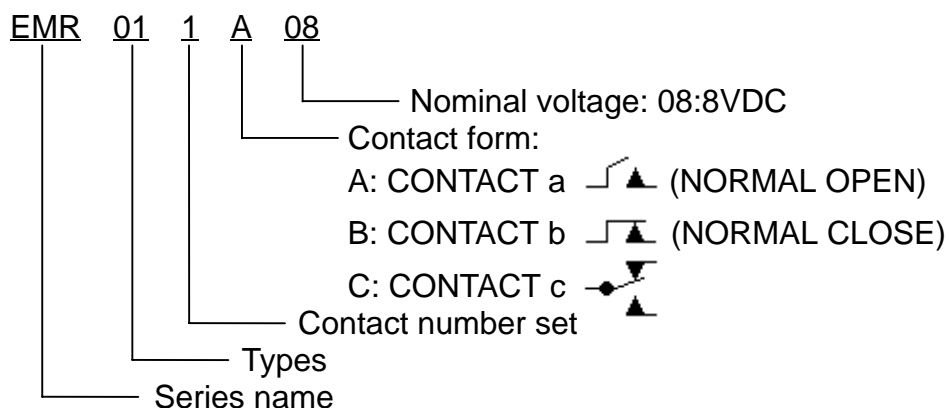 EMR 01 1 A 08
Nominal voltage: 08:8VDC
Contact form:
A: CONTACT a (NORMAL OPEN)
B: CONTACT b (NORMAL CLOSE)
C: CONTACT c
Contact number set
Types
Series name